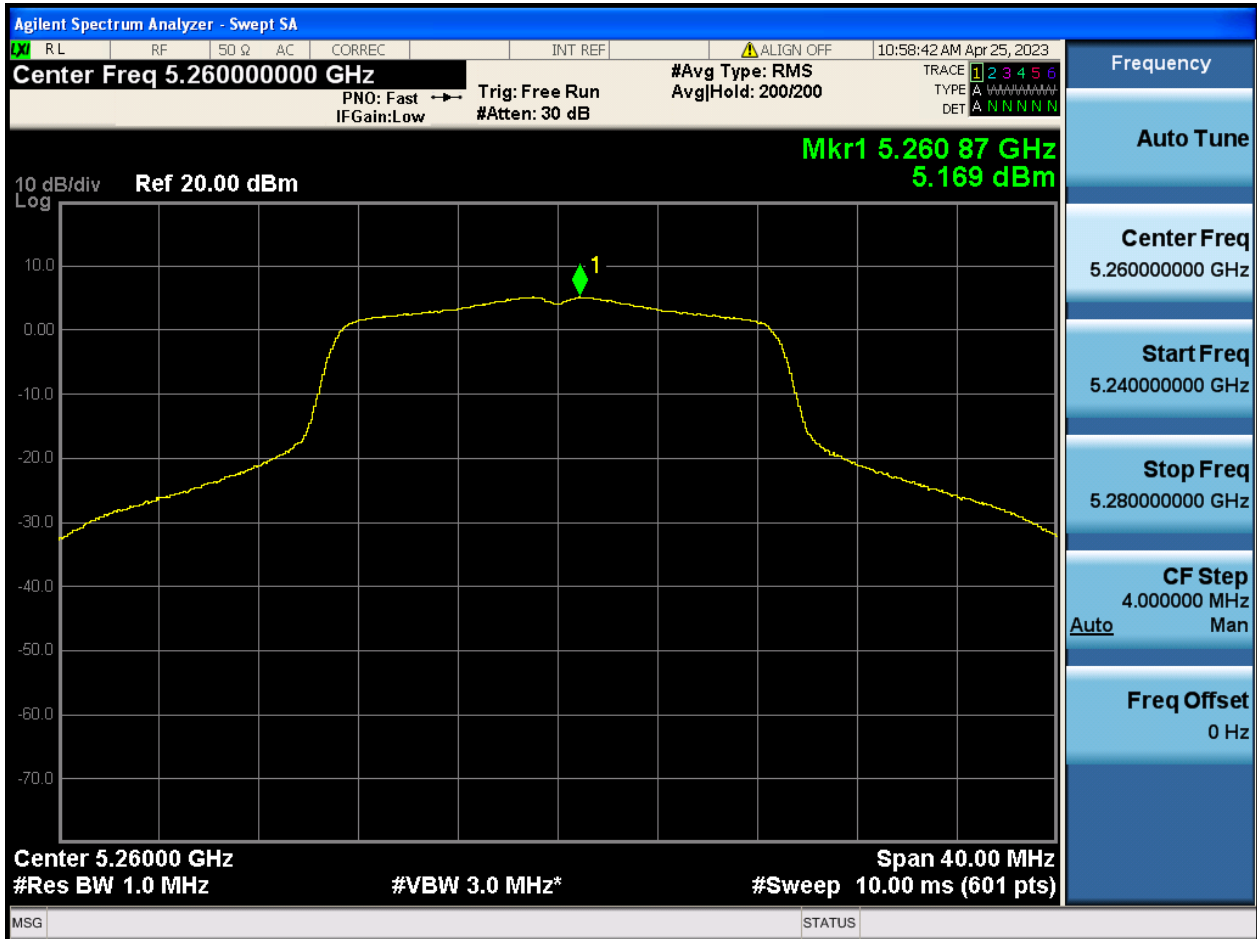 Agilent Spectrum Analyzer - Swept SA
LXI RL RF 50 Ω AC CORREC INT REF ALIGN OFF 10:58:42 AM Apr 25, 2023
Center Freq 5.260000000 GHz
PNO: Fast
IFGain:Low
Trig: Free Run
#Atten: 30 dB
#Avg Type: RMS
Avg|Hold: 200/200
TRACE 1 2 3 4 5 6
TYPE A WWWWW
DET A N N N N N
Mkr1 5.260 87 GHz
5.169 dBm
10 dB/div Ref 20.00 dBm
Log
1
10.0
0.00
-10.0
-20.0
-30.0
-40.0
-50.0
-60.0
-70.0
Center 5.26000 GHz Span 40.00 MHz
#Res BW 1.0 MHz #VBW 3.0 MHz* #Sweep 10.00 ms (601 pts)
MSG STATUS
Frequency
Auto Tune
Center Freq
5.260000000 GHz
Start Freq
5.240000000 GHz
Stop Freq
5.280000000 GHz
CF Step
4.000000 MHz
Auto Man
Freq Offset
0 Hz